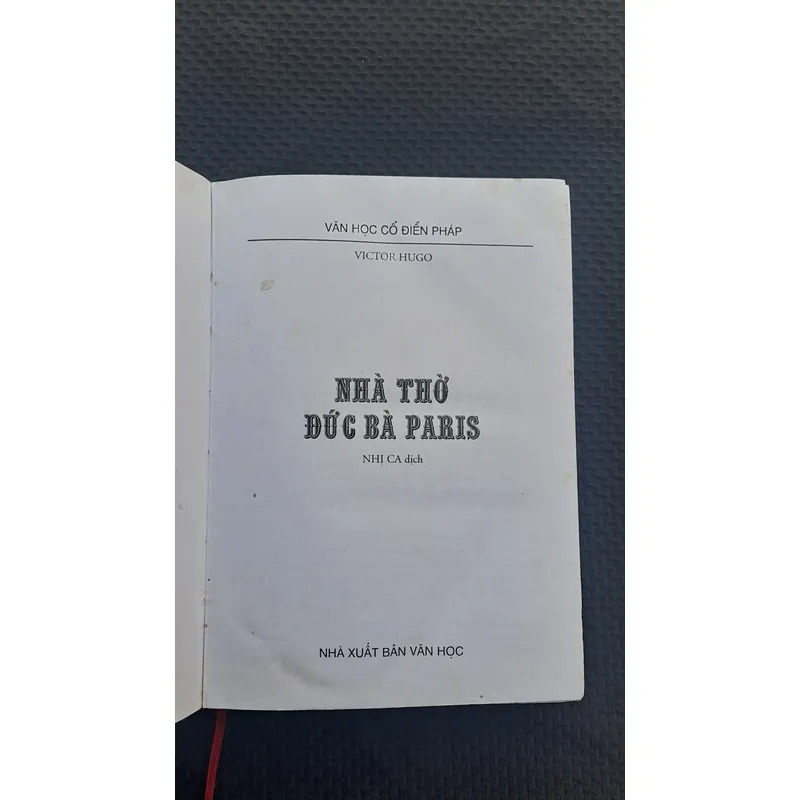 VĂN HỌC CỔ ĐIỂN PHÁP
VICTOR HUGO
NHÀ THỜ
ĐỨC BÀ PARIS
NHỊ CA dịch
NHÀ XUẤT BẢN VĂN HỌC